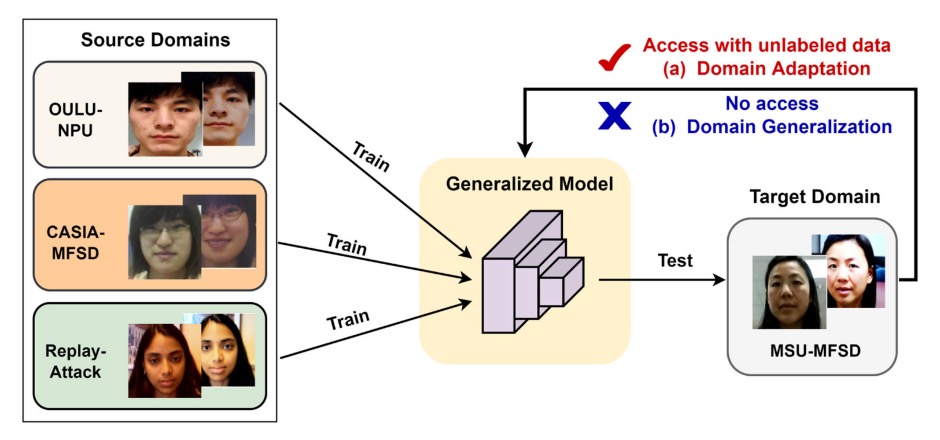 Source Domains
OULU-
NPU
CASIA-
MFSD
Replay-
Attack
Train
Train
Train
Generalized Model
Access with unlabeled data
(a) Domain Adaptation
No access
(b) Domain Generalization
Test
Target Domain
MSU-MFSD